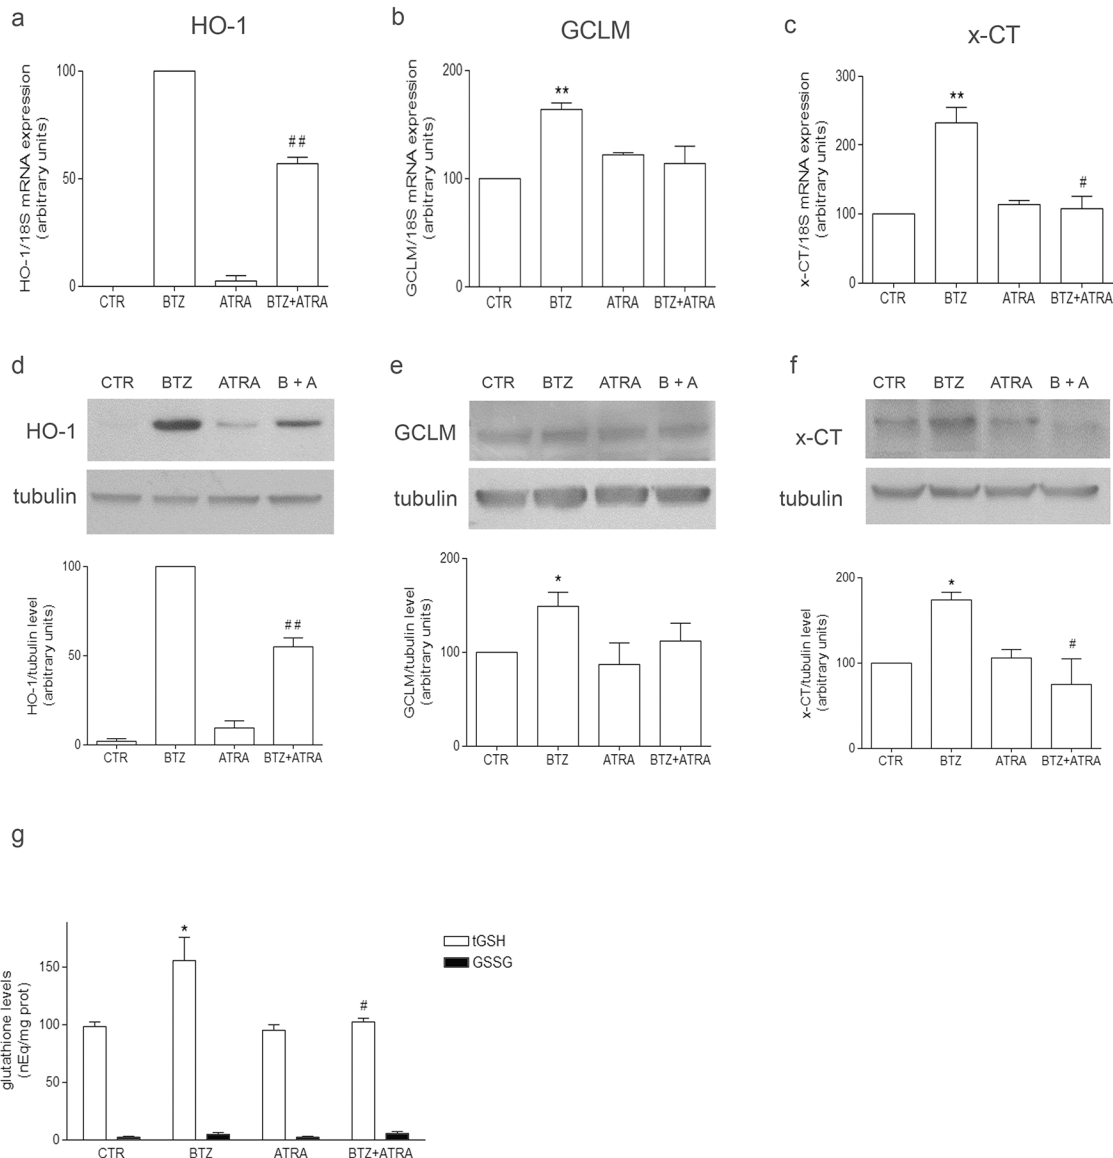 a
HO-1
HO-1/18S mRNA expression
(arbitrary units)
100
50
0
##
CTR BTZ ATRA BTZ+ATRA
b
GCLM
GCLM/18S mRNA expression
(arbitrary units)
200
100
0
**
CTR BTZ ATRA BTZ+ATRA
c
x-CT
x-CT/18S mRNA expression
(arbitrary units)
300
200
100
0
**
#
CTR BTZ ATRA BTZ+ATRA
d
CTR BTZ ATRA B + A
HO-1
tubulin
HO-1/tubulin level
(arbitrary units)
100
50
0
##
CTR BTZ ATRA BTZ+ATRA
e
CTR BTZ ATRA B + A
GCLM
tubulin
GCLM/tubulin level
(arbitrary units)
200
100
0
*
CTR BTZ ATRA BTZ+ATRA
f
CTR BTZ ATRA B + A
x-CT
tubulin
x-CT/tubulin level
(arbitrary units)
200
100
0
*
#
CTR BTZ ATRA BTZ+ATRA
g
glutathione levels
(nEq/mg prot)
150
100
50
0
*
#
CTR BTZ ATRA BTZ+ATRA
tGSH
GSSG